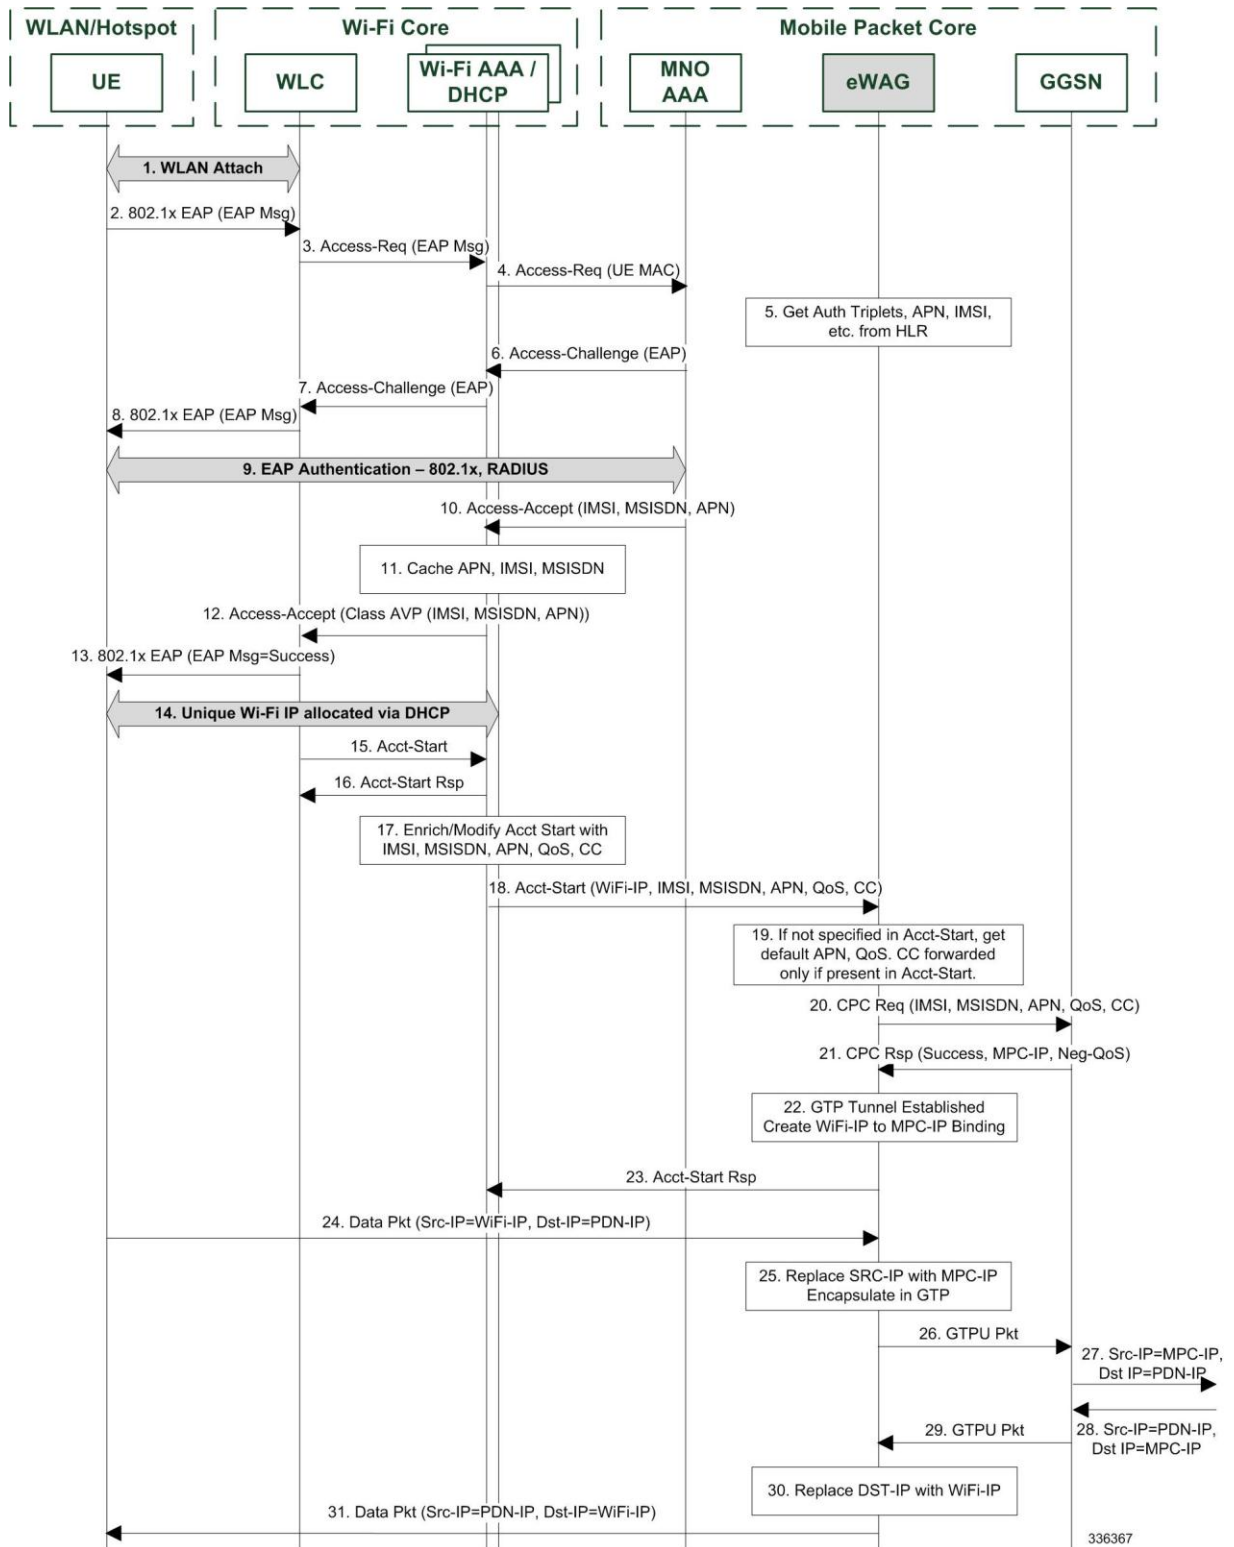 WLAN/Hotspot
Wi-Fi Core
Mobile Packet Core
UE
WLC
Wi-Fi AAA /
DHCP
MNO
AAA
eWAG
GGSN
1. WLAN Attach
2. 802.1x EAP (EAP Msg)
3. Access-Req (EAP Msg)
4. Access-Req (UE MAC)
5. Get Auth Triplets, APN, IMSI,
etc. from HLR
6. Access-Challenge (EAP)
7. Access-Challenge (EAP)
8. 802.1x EAP (EAP Msg)
9. EAP Authentication – 802.1x, RADIUS
10. Access-Accept (IMSI, MSISDN, APN)
11. Cache APN, IMSI, MSISDN
12. Access-Accept (Class AVP (IMSI, MSISDN, APN))
13. 802.1x EAP (EAP Msg=Success)
14. Unique Wi-Fi IP allocated via DHCP
15. Acct-Start
16. Acct-Start Rsp
17. Enrich/Modify Acct Start with
IMSI, MSISDN, APN, QoS, CC
18. Acct-Start (WiFi-IP, IMSI, MSISDN, APN, QoS, CC)
19. If not specified in Acct-Start, get
default APN, QoS. CC forwarded
only if present in Acct-Start.
20. CPC Req (IMSI, MSISDN, APN, QoS, CC)
21. CPC Rsp (Success, MPC-IP, Neg-QoS)
22. GTP Tunnel Established
Create WiFi-IP to MPC-IP Binding
23. Acct-Start Rsp
24. Data Pkt (Src-IP=WiFi-IP, Dst-IP=PDN-IP)
25. Replace SRC-IP with MPC-IP
Encapsulate in GTP
26. GTPU Pkt
27. Src-IP=MPC-IP,
Dst IP=PDN-IP
28. Src-IP=PDN-IP,
Dst IP=MPC-IP
29. GTPU Pkt
30. Replace DST-IP with WiFi-IP
31. Data Pkt (Src-IP=PDN-IP, Dst-IP=WiFi-IP)
336367